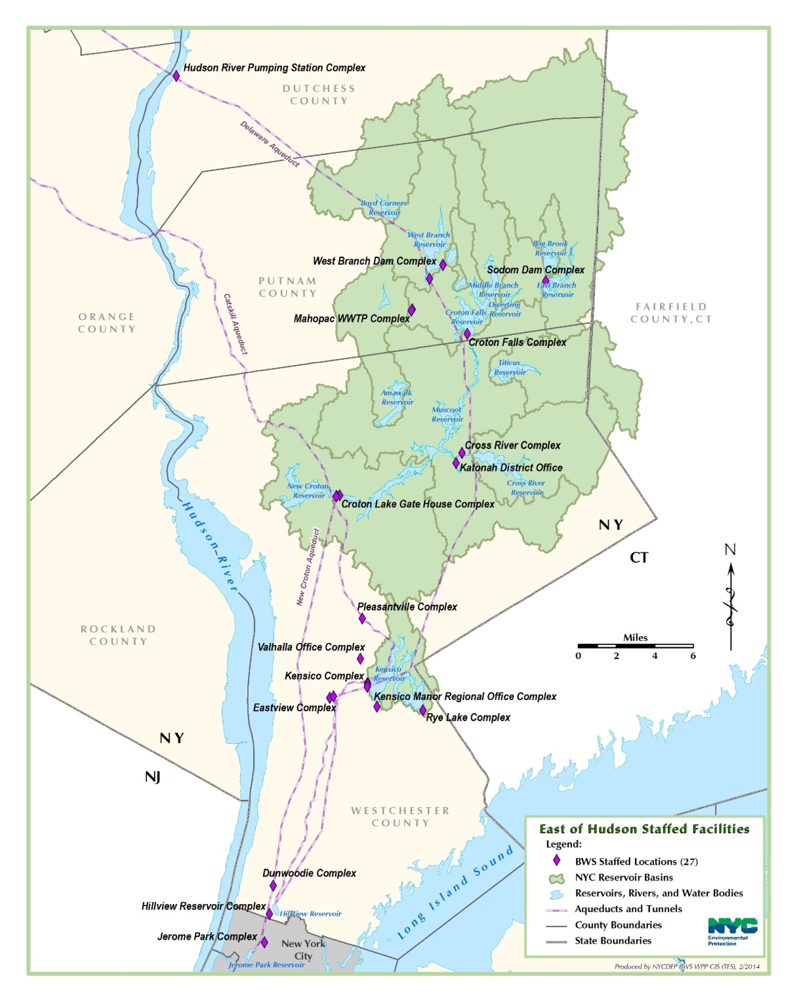 Hudson River Pumping Station Complex
DUTCHESS
COUNTY
Delaware Aqueduct
Boyd Corners
Reservoir
West Branch
Reservoir
Bog Brook
Reservoir
West Branch Dam Complex
Sodom Dam Complex
PUTNAM
COUNTY
Middle Branch
Reservoir
East Branch
Reservoir
Diverting
Reservoir
Croton Falls
Reservoir
Catskill Aqueduct
ORANGE
COUNTY
FAIRFIELD
COUNTY, CT
Mahopac WWTP Complex
Croton Falls Complex
Titicus
Reservoir
Amawalk
Reservoir
Muscoot
Reservoir
Cross River Complex
Katonah District Office
Cross River
Reservoir
New Croton
Reservoir
Croton Lake Gate House Complex
Hudson River
New Croton Aqueduct
NY
CT
N
Pleasantville Complex
ROCKLAND
COUNTY
Miles
0 2 4 6
Valhalla Office Complex
Kensico
Reservoir
Kensico Complex
Kensico Manor Regional Office Complex
Eastview Complex
Rye Lake Complex
NY
NJ
WESTCHESTER
COUNTY
Long Island Sound
Dunwoodie Complex
Hillview Reservoir Complex
Hillview Reservoir
Jerome Park Complex
New York
City
Jerome Park Reservoir
East of Hudson Staffed Facilities
Legend:
BWS Staffed Locations (27)
NYC Reservoir Basins
Reservoirs, Rivers, and Water Bodies
Aqueducts and Tunnels
County Boundaries
State Boundaries
NYC
Environmental
Protection
Produced by NYCDEP BWS WPP GIS (TES), 2/2014